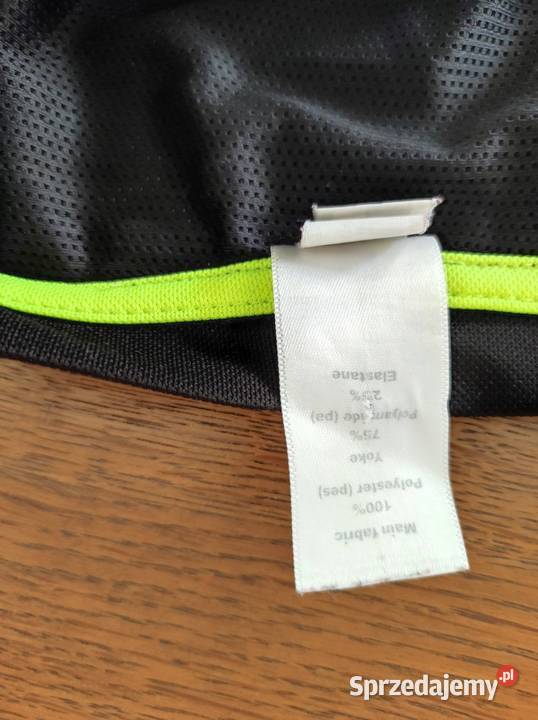 Main fabric
100%
Polyester (pes)
Yoke
75%
Polyamide (pa)
25%
Elastane
Sprzedajemy.pl